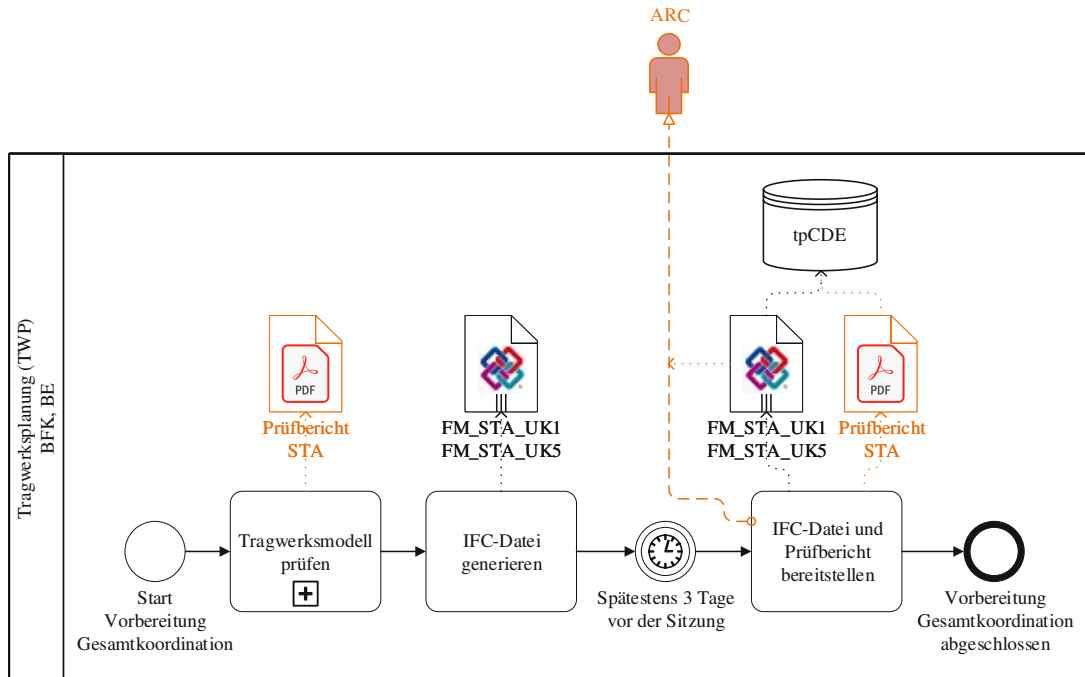 ARC
Tragwerksplanung (TWP)
BFK, BE
tpCDE
PDF
Prüfbericht
STA
FM_STA_UK1
FM_STA_UK5
FM_STA_UK1
FM_STA_UK5
PDF
Prüfbericht
STA
Start
Vorbereitung
Gesamtkoordination
Tragwerksmodell
prüfen
IFC-Datei
generieren
Spätestens 3 Tage
vor der Sitzung
IFC-Datei und
Prüfbericht
bereitstellen
Vorbereitung
Gesamtkoordination
abgeschlossen